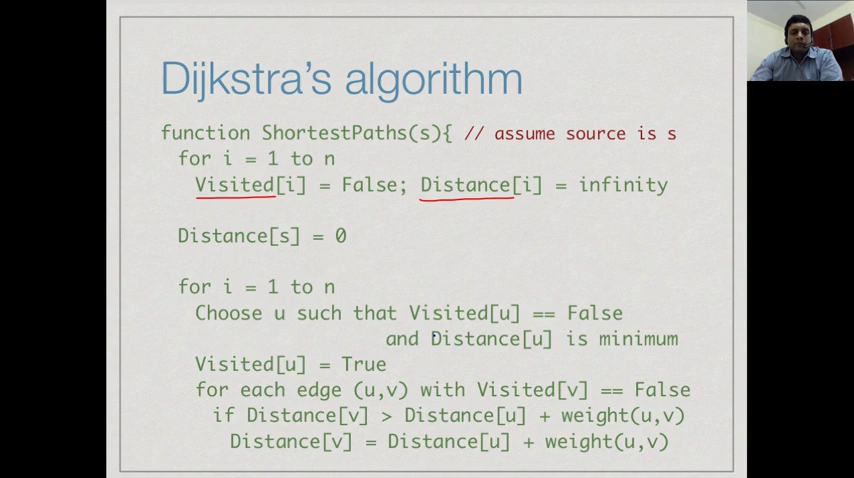 Dijkstra's algorithm
function ShortestPaths(s){ // assume source is s
for i = 1 to n
Visited[i] = False; Distance[i] = infinity
Distance[s] = 0
for i = 1 to n
Choose u such that Visited[u] == False
and Distance[u] is minimum
Visited[u] = True
for each edge (u,v) with Visited[v] == False
if Distance[v] > Distance[u] + weight(u,v)
Distance[v] = Distance[u] + weight(u,v)